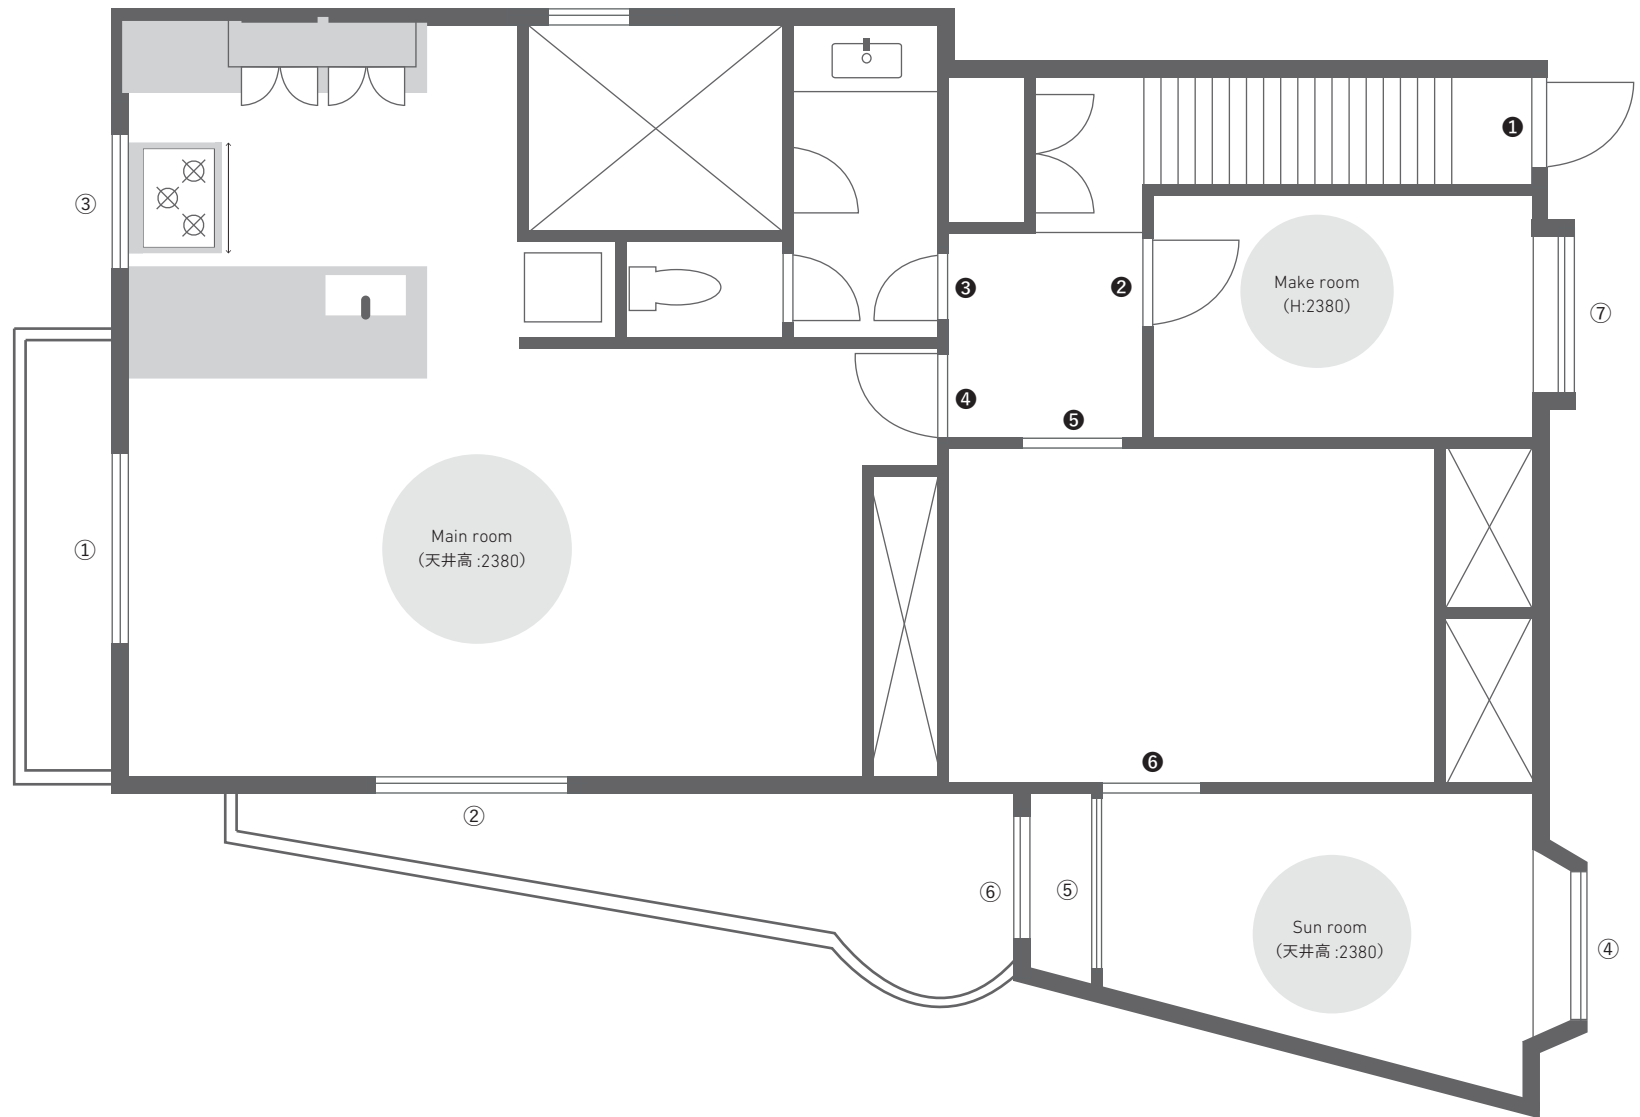 ❶
③
❸
❷
Make room
(H:2380)
⑦
❹
❺
①
Main room
（天井高 :2380）
❻
②
⑥
⑤
Sun room
（天井高 :2380）
④